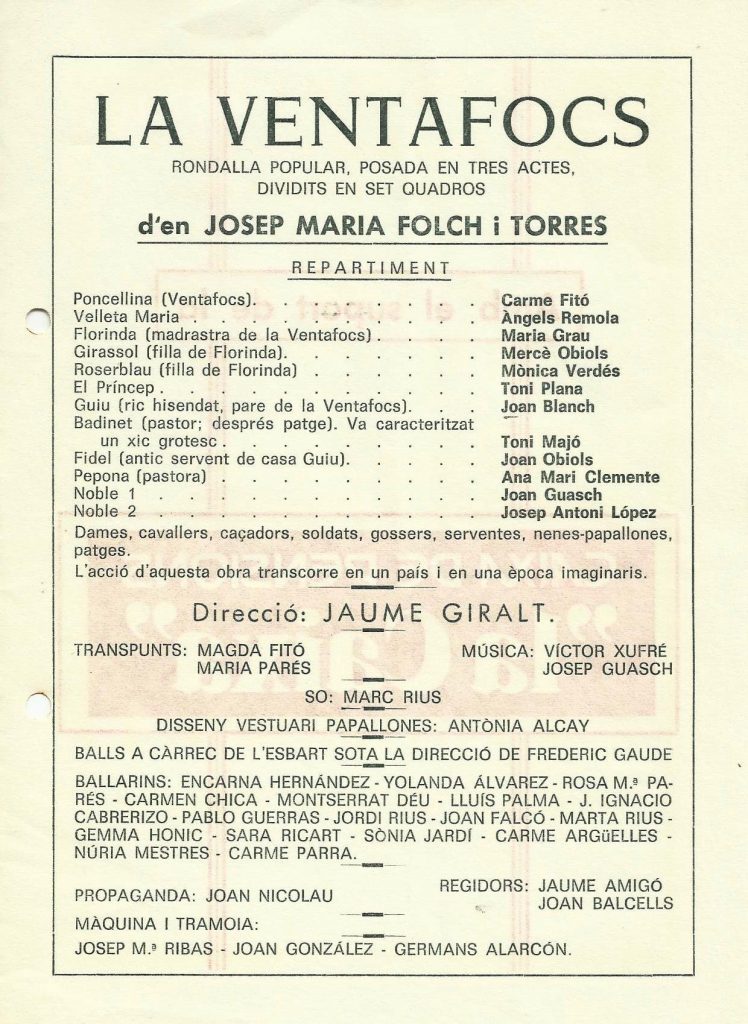 LA VENTAFOCS
RONDALLA POPULAR, POSADA EN TRES ACTES,
DIVIDITS EN SET QUADROS
d'en JOSEP MARIA FOLCH i TORRES
REPARTIMENT
Poncellina (Ventafocs). . . . . . . . Carme Fitó
Velleta Maria . . . . . . . . Àngels Remola
Florinda (madrastra de la Ventafocs) . . . . Maria Grau
Girassol (filla de Florinda). . . . . . . Mercè Obiols
Roserblau (filla de Florinda) . . . . . . Mònica Verdés
El Príncep . . . . . . . . . Toni Plana
Guiu (ric hisendat, pare de la Ventafocs). . . Joan Blanch
Badinet (pastor; després patge). Va caracteritzat
un xic grotesc . . . . . . . . Toni Majó
Fidel (antic servent de casa Guiu). . . . . Joan Obiols
Pepona (pastora) . . . . . . . . Ana Mari Clemente
Noble 1 . . . . . . . . . Joan Guasch
Noble 2 . . . . . . . . . Josep Antoni López
Dames, cavallers, caçadors, soldats, gossers, serventes, nenes-papallones,
patges.
L'acció d'aquesta obra transcorre en un país i en una època imaginaris.
Direcció: JAUME GIRALT.
TRANSPUNTS: MAGDA FITÓ
MARIA PARÉS
MÚSICA: VÍCTOR XUFRÉ
JOSEP GUASCH
SO: MARC RIUS
DISSENY VESTUARI PAPALLONES: ANTÒNIA ALCAY
BALLS A CÀRREC DE L'ESBART SOTA LA DIRECCIÓ DE FREDERIC GAUDE
BALLARINS: ENCARNA HERNÁNDEZ - YOLANDA ÁLVAREZ - ROSA M.ª PA-
RÉS - CARMEN CHICA - MONTSERRAT DÉU - LLUÍS PALMA - J. IGNACIO
CABRERIZO - PABLO GUERRAS - JORDI RIUS - JOAN FALCÓ - MARTA RIUS -
GEMMA HONIC - SARA RICART - SÒNIA JARDÍ - CARME ARGüELLES -
NÚRIA MESTRES - CARME PARRA.
PROPAGANDA: JOAN NICOLAU
REGIDORS: JAUME AMIGÓ
JOAN BALCELLS
MÀQUINA I TRAMOIA:
JOSEP M.ª RIBAS - JOAN GONZÁLEZ - GERMANS ALARCÓN.